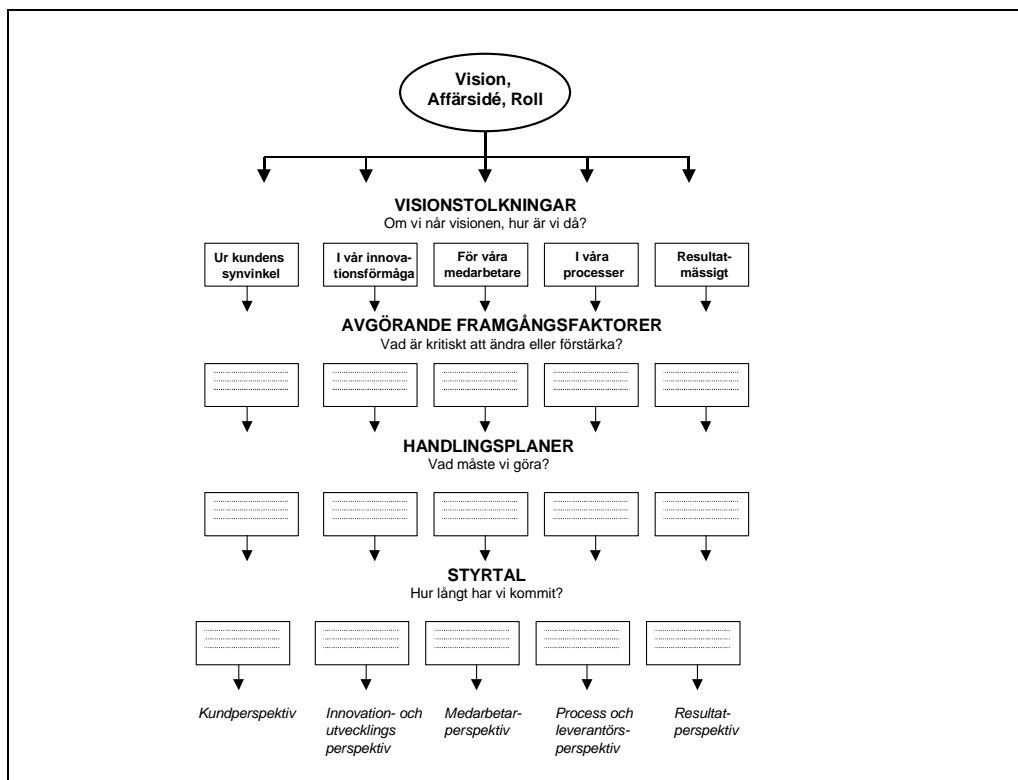 Vision,
Affärsidé, Roll
VISIONSTOLKNINGAR
Om vi når visionen, hur är vi då?
Ur kundens
synvinkel
I vår innova-
tionsförmåga
För våra
medarbetare
I våra
processer
Resultat-
mässigt
AVGÖRANDE FRAMGÅNGSFAKTORER
Vad är kritiskt att ändra eller förstärka?
HANDLINGSPLANER
Vad måste vi göra?
STYRTAL
Hur långt har vi kommit?
Kundperspektiv
Innovation- och
utvecklings
perspektiv
Medarbetar-
perspektiv
Process och
leverantörs-
perspektiv
Resultat-
perspektiv